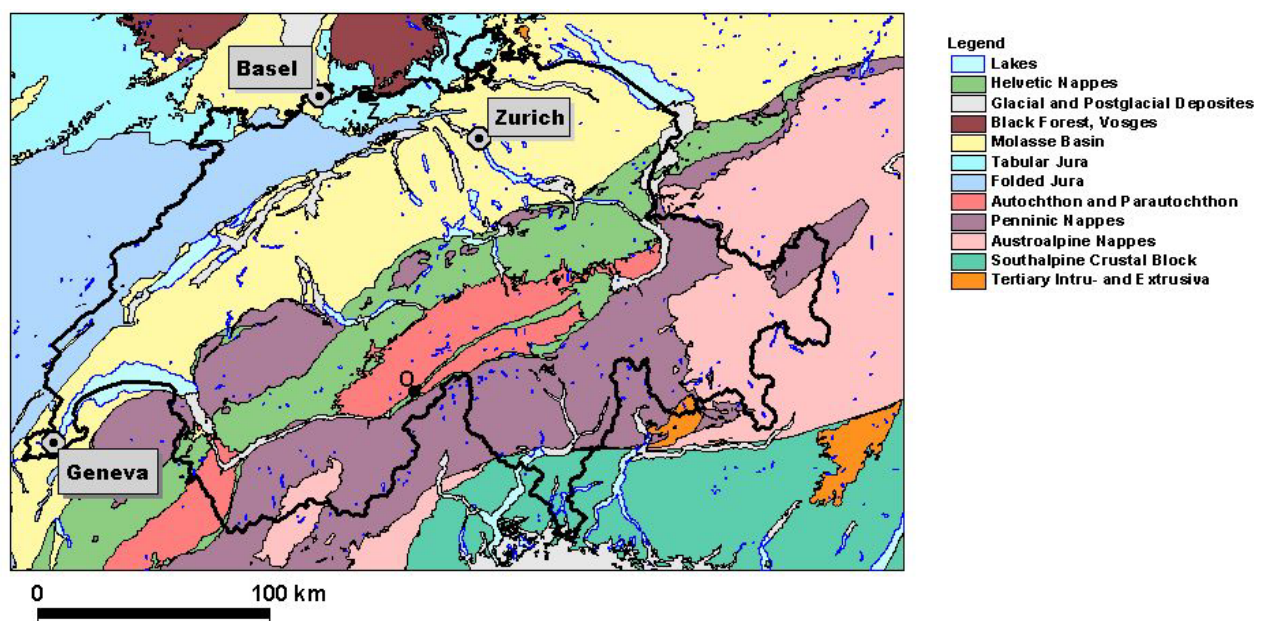 Basel
Z
Zurich
O
Geneva
0 100 km
Legend
Lakes
Helvetic Nappes
Glacial and Postglacial Deposites
Black Forest, Vosges
Molasse Basin
Tabular Jura
Folded Jura
Autochthon and Parautochthon
Penninic Nappes
Austroalpine Nappes
Southalpine Crustal Block
Tertiary Intru- and Extrusiva